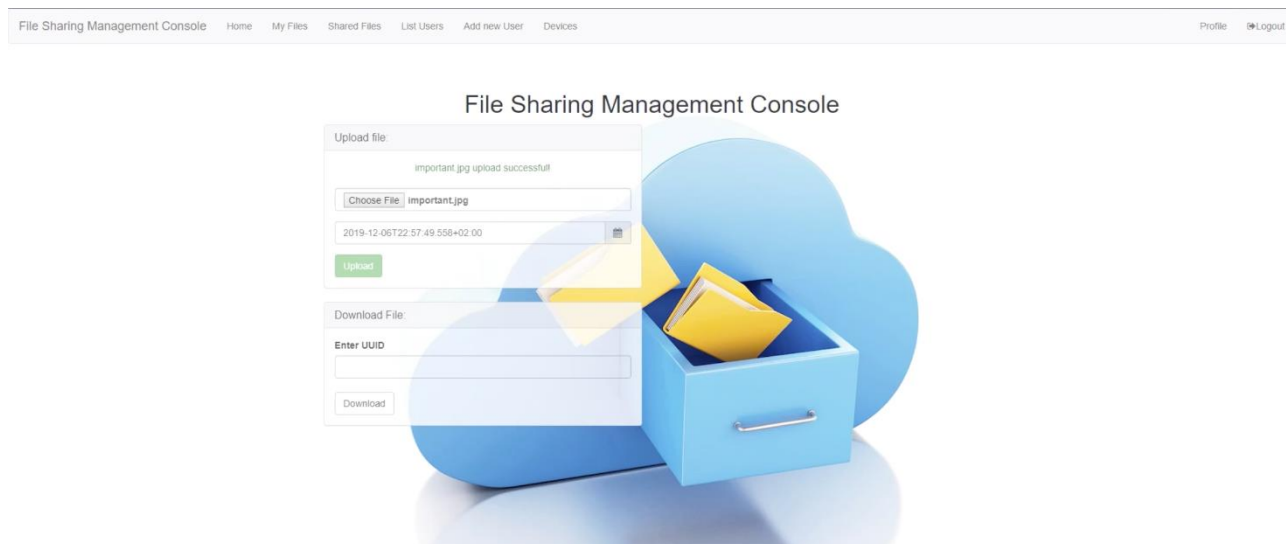 File Sharing Management Console Home My Files Shared Files List Users Add new User Devices Profile Logout
File Sharing Management Console
Upload file:
important.jpg upload successful!
Choose File important.jpg
2019-12-06T22:57:49.558+02:00
Upload
Download File:
Enter UUID
Download